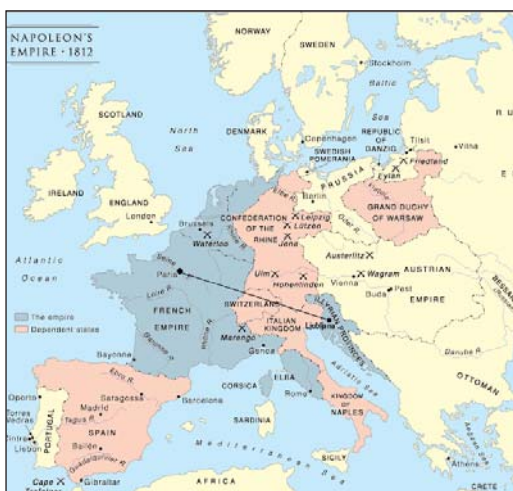 NAPOLEON'S
EMPIRE • 1812
NORWAY
SWEDEN
Stockholm
SCOTLAND
North
Sea
Baltic
Sea
DENMARK
Copenhagen
REPUBLIC
OF
DANZIG
Tilsit
Vilna
SWEDISH
POMERANIA
Friedland
Eylau
PRUSSIA
IRELAND
ENGLAND
London
Elbe R.
Berlin
Oder R.
GRAND DUCHY
OF WARSAW
Brussels
Waterloo
CONFEDERATION
OF THE
RHINE
Leipzig
Lützen
Jena
Atlantic
Ocean
Seine
Paris
Austerlitz
Ulm
Hohenlinden
Vienna
Wagram
AUSTRIAN
EMPIRE
Buda
Pest
Loire R.
FRENCH
EMPIRE
SWITZERLAND
ITALIAN
KINGDOM
ILLYRIAN PROVINCES
Ljubljana
The empire
Dependent states
Garonne R.
Rhône R.
Marengo
Genoa
Danube R.
Bayonne
Adriatic Sea
OTTOMAN
Ebro R.
Saragossa
Barcelona
CORSICA
ELBA
Rome
KINGDOM
OF
NAPLES
Oporto
Torres
Vedras
Lisbon
PORTUGAL
Madrid
Tagus R.
SPAIN
Bailén
Guadalquivir R.
SARDINIA
Mediterranean Sea
SICILY
Aegean Sea
Athens
Cape
Trafalgar
Gibraltar
AFRICA
CRETE